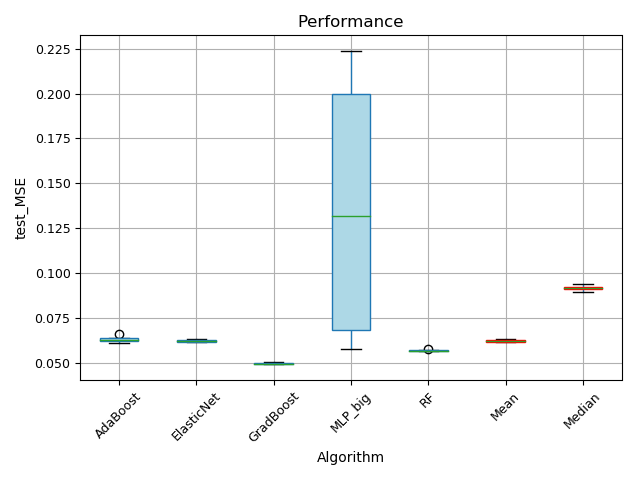 Performance
test_MSE
0.225
0.200
0.175
0.150
0.125
0.100
0.075
0.050
AdaBoost
ElasticNet
GradBoost
MLP_big
RF
Mean
Median
Algorithm